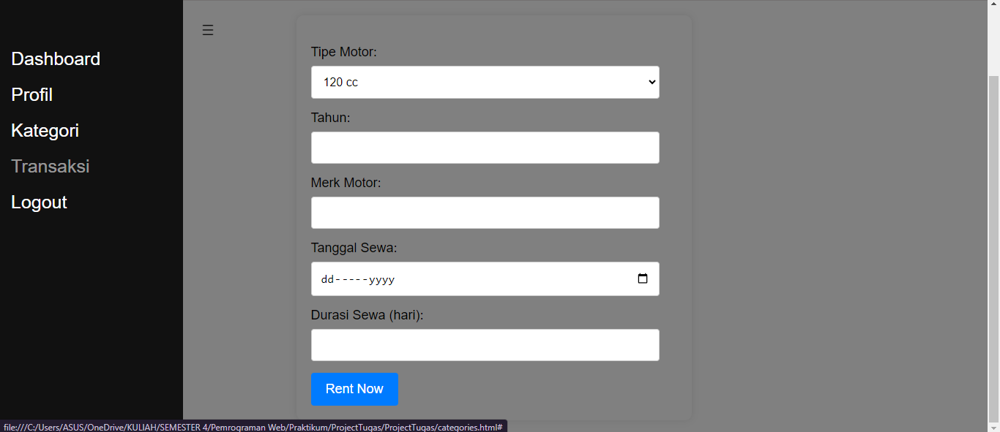 Dashboard
Profil
Kategori
Transaksi
Logout
☰
Tipe Motor:
120 cc
Tahun:
Merk Motor:
Tanggal Sewa:
dd-----yyyy
Durasi Sewa (hari):
Rent Now
file:///C:/Users/ASUS/OneDrive/KULIAH/SEMESTER 4/Pemrograman Web/Praktikum/ProjectTugas/ProjectTugas/categories.html#